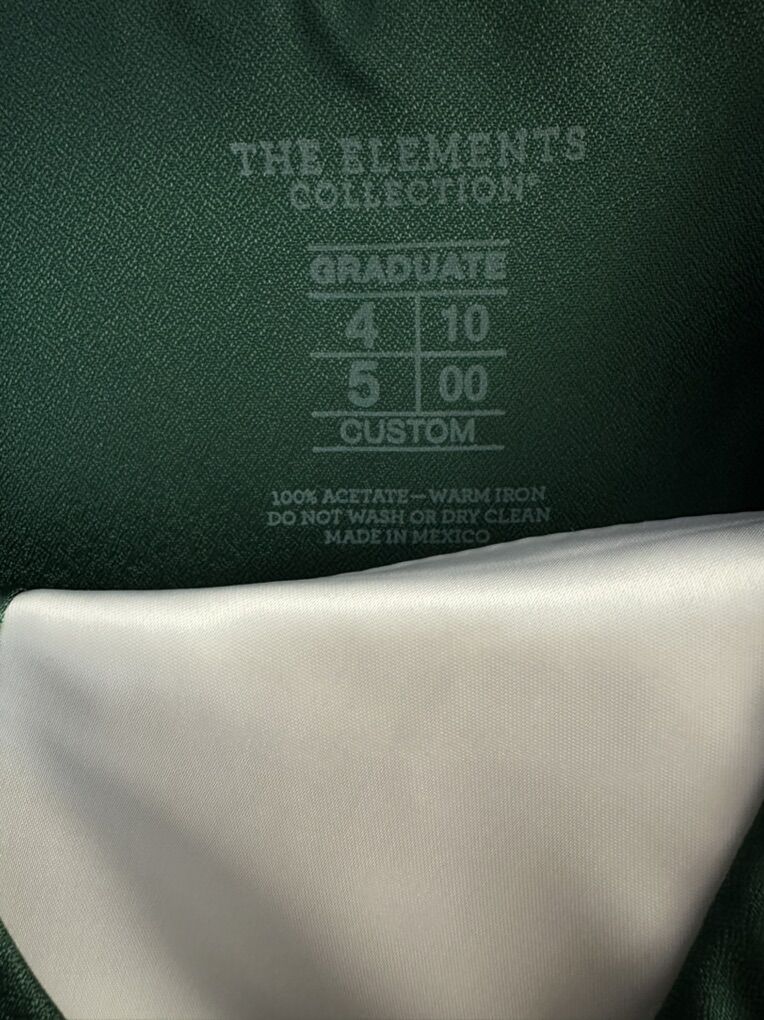 THE ELEMENTS
COLLECTION®
GRADUATE
4 10
5 00
CUSTOM
100% ACETATE – WARM IRON
DO NOT WASH OR DRY CLEAN
MADE IN MEXICO